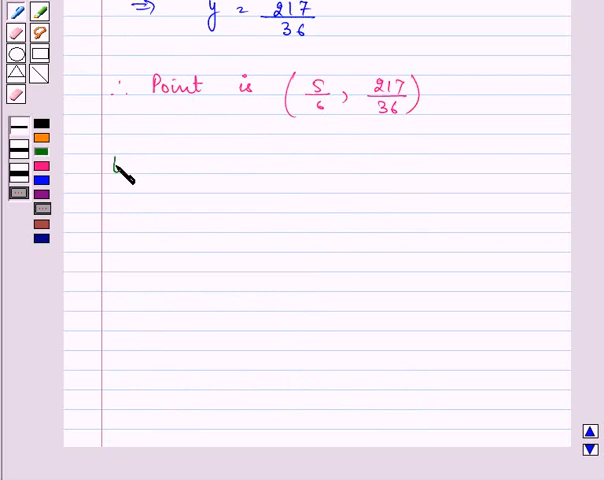 ⇒ y = 217/36
∴ Point is (5/6, 217/36)